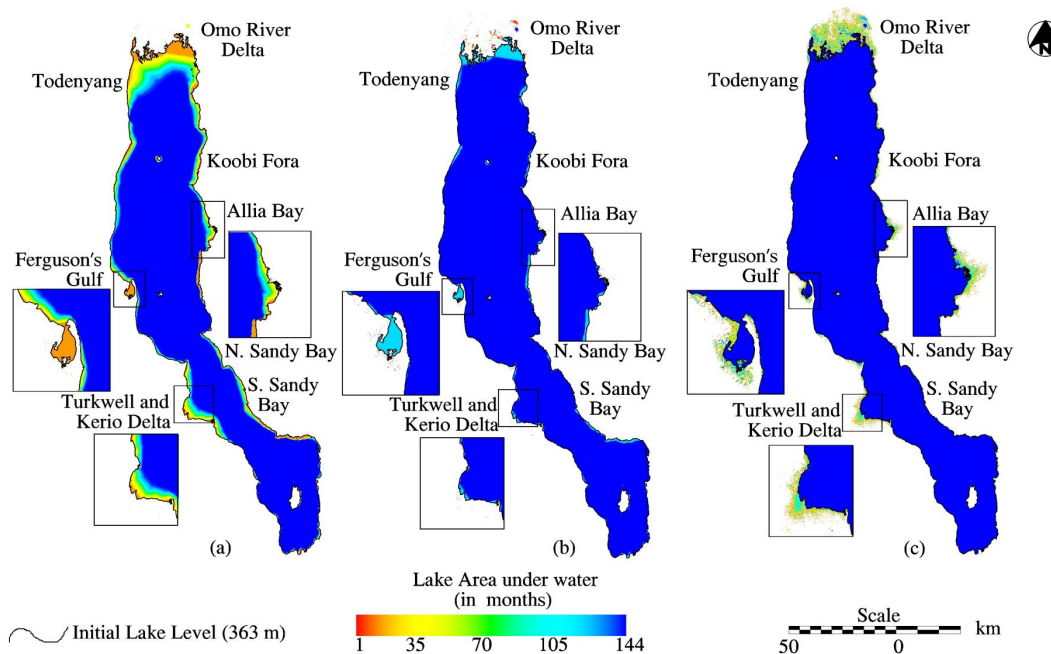 Omo River
Delta
Todenyang
Koobi Fora
Allia Bay
Ferguson's
Gulf
N. Sandy Bay
S. Sandy
Bay
Turkwell and
Kerio Delta
(a)
Omo River
Delta
Todenyang
Koobi Fora
Allia Bay
Ferguson's
Gulf
N. Sandy Bay
S. Sandy
Bay
Turkwell and
Kerio Delta
(b)
Omo River
Delta
Todenyang
Koobi Fora
Allia Bay
Ferguson's
Gulf
N. Sandy Bay
S. Sandy
Bay
Turkwell and
Kerio Delta
(c)
N
Initial Lake Level (363 m)
Lake Area under water
(in months)
1 35 70 105 144
Scale
km
50 0